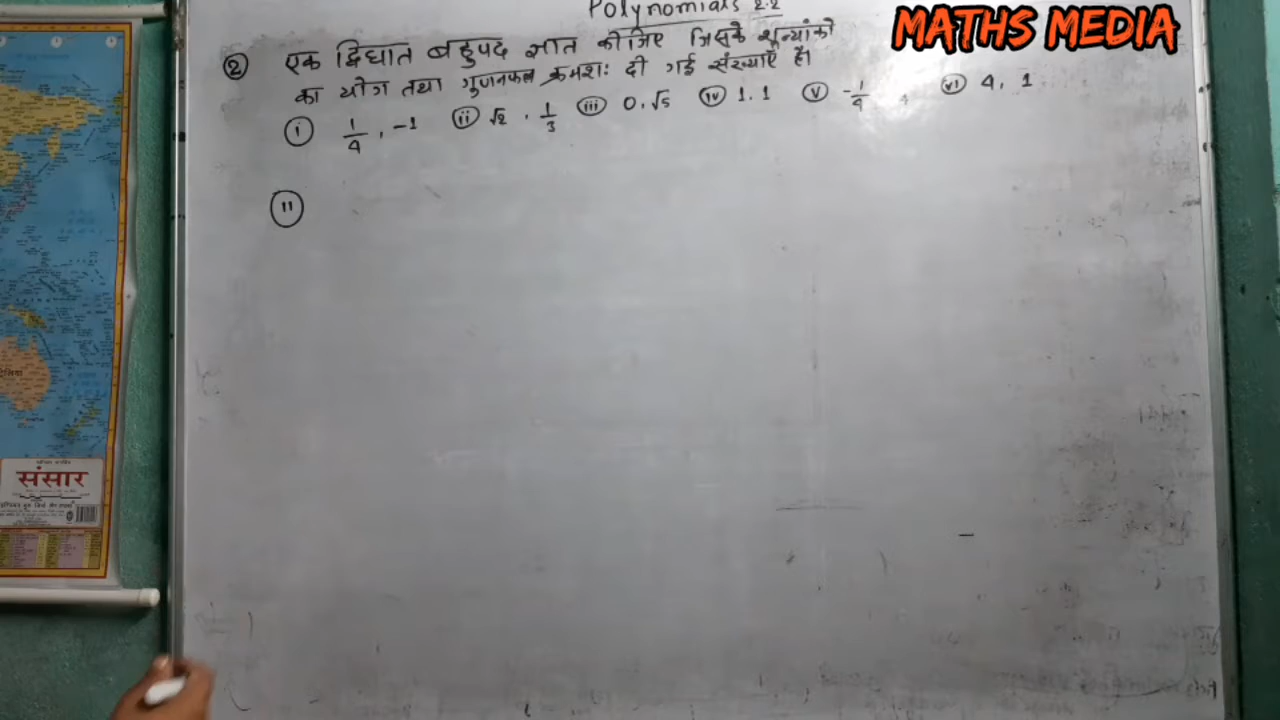 Polynomials 2.2
MATHS MEDIA
② एक द्विघात बहुपद ज्ञात कीजिए जिसके शून्यांको
का योग तथा गुणनफल क्रमशः दी गई संख्याएँ है।
(i) 1/4, -1 (ii) √2, 1/3 (iii) 0, √5 (iv) 1, 1 (v) -1/4, (vi) 4, 1
(ii)
संसार